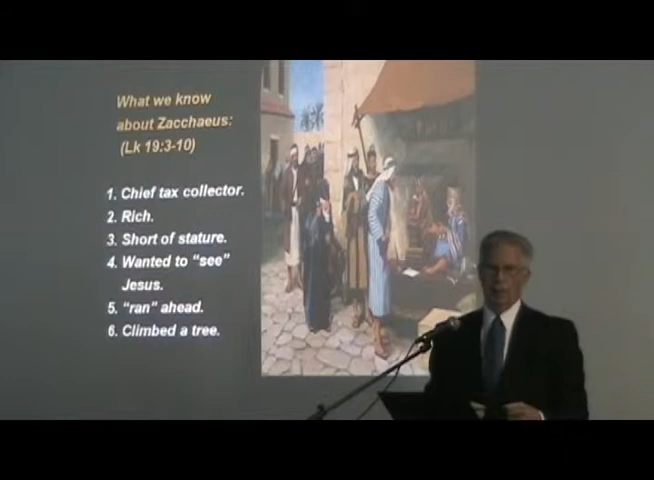 What we know
about Zacchaeus:
(Lk 19:3-10)
1. Chief tax collector.
2. Rich.
3. Short of stature.
4. Wanted to "see"
Jesus.
5. "ran" ahead.
6. Climbed a tree.